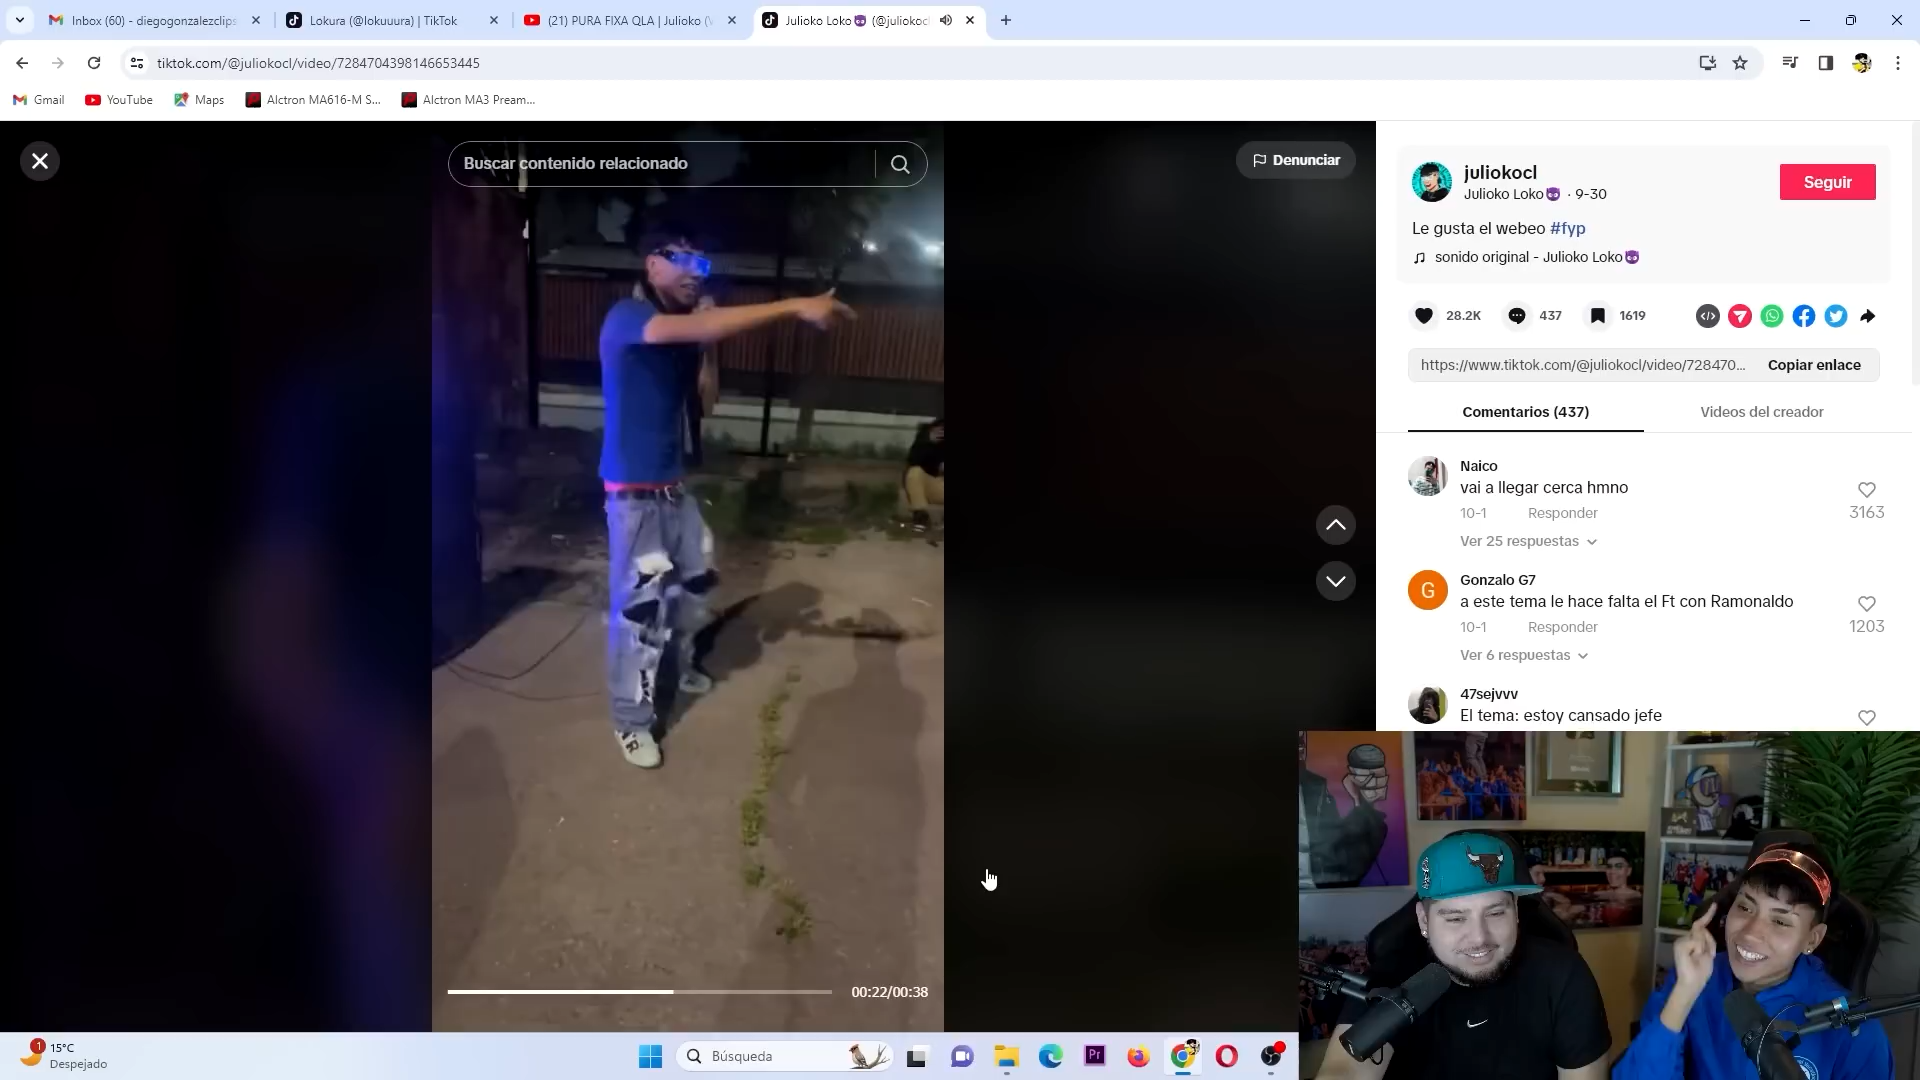 Inbox (60) - diegogonzalezclips
Lokura (@lokuuura) | TikTok
(21) PURA FIXA QLA | Julioko (V
Julioko Loko😈 (@juliokocl
tiktok.com/@juliokocl/video/7284704398146653445
Gmail
YouTube
Maps
Alctron MA616-M S...
Alctron MA3 Pream...
Buscar contenido relacionado
Denunciar
juliokocl
Julioko Loko😈 · 9-30
Seguir
Le gusta el webeo #fyp
sonido original - Julioko Loko😈
28.2K
437
1619
https://www.tiktok.com/@juliokocl/video/728470...
Copiar enlace
Comentarios (437)
Videos del creador
Naico
vai a llegar cerca hmno
10-1
Responder
3163
Ver 25 respuestas
G
Gonzalo G7
a este tema le hace falta el Ft con Ramonaldo
10-1
Responder
1203
Ver 6 respuestas
47sejvvv
El tema: estoy cansado jefe
00:22/00:38
1
15°C
Despejado
Búsqueda
Pr